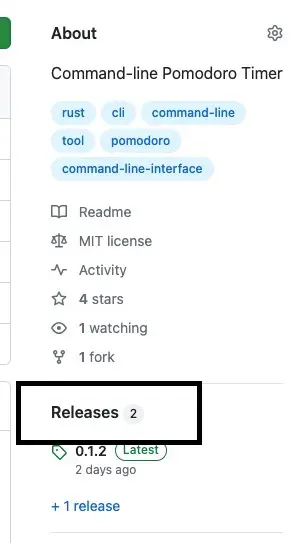 About
Command-line Pomodoro Timer
rust cli command-line
tool pomodoro
command-line-interface
Readme
MIT license
Activity
4 stars
1 watching
1 fork
Releases 2
0.1.2 Latest
2 days ago
+ 1 release